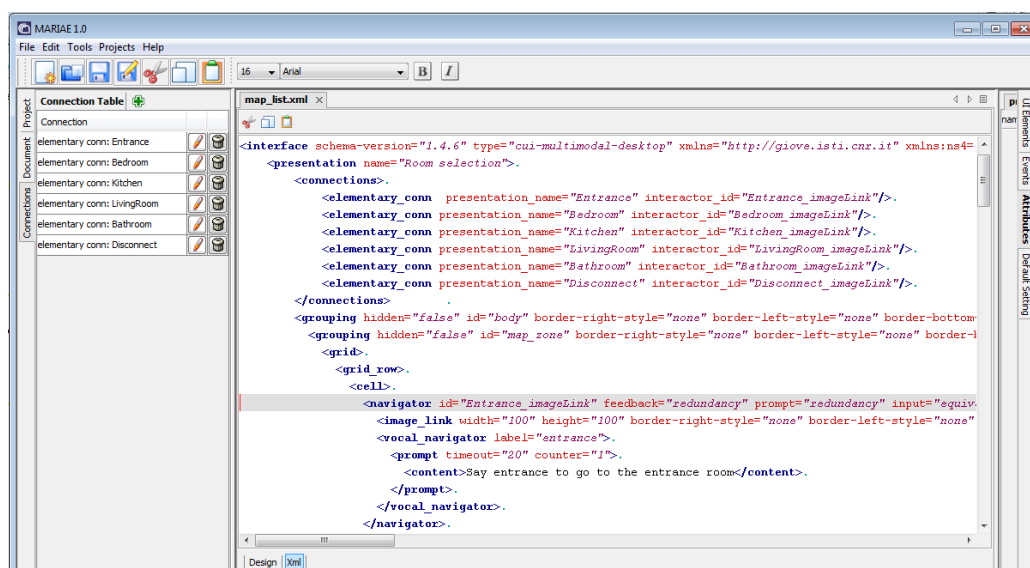 MARIAE 1.0
File Edit Tools Projects Help
16 Arial B I
Project
Document
Connections
Connection Table
Connection
elementary conn: Entrance
elementary conn: Bedroom
elementary conn: Kitchen
elementary conn: LivingRoom
elementary conn: Bathroom
elementary conn: Disconnect
map_list.xml
<interface schema-version="1.4.6" type="cui-multimodal-desktop" xmlns="http://giove.isti.cnr.it" xmlns:ns4=
<presentation name="Room selection">.
<connections>.
<elementary_conn  presentation_name="Entrance" interactor_id="Entrance_imageLink"/>.
<elementary_conn presentation_name="Bedroom" interactor_id="Bedroom_imageLink"/>.
<elementary_conn presentation_name="Kitchen" interactor_id="Kitchen_imageLink"/>.
<elementary_conn presentation_name="LivingRoom" interactor_id="LivingRoom_imageLink"/>.
<elementary_conn presentation_name="Bathroom" interactor_id="Bathroom_imageLink"/>.
<elementary_conn presentation_name="Disconnect" interactor_id="Disconnect_imageLink"/>.
</connections> .
<grouping hidden="false" id="body" border-right-style="none" border-left-style="none" border-bottom-
<grouping hidden="false" id="map_zone" border-right-style="none" border-left-style="none" border-b
<grid>.
<grid_row>.
<cell>.
<navigator id="Entrance_imageLink" feedback="redundancy" prompt="redundancy" input="equiv
<image_link width="100" height="100" border-right-style="none" border-left-style="none"
<vocal_navigator label="entrance">.
<prompt timeout="20" counter="1">.
<content>Say entrance to go to the entrance room</content>.
</prompt>.
</vocal_navigator>.
</navigator>.
Design Xml
UI Elements
Events
Attributes
Default Setting